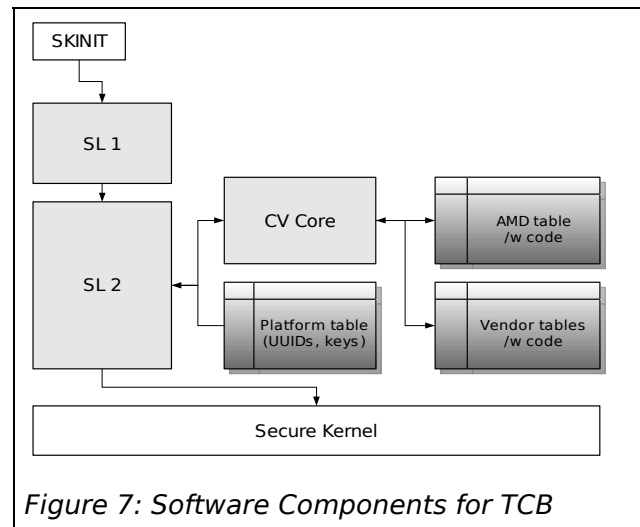 SKINIT
SL 1
SL 2
CV Core
AMD table
/w code
Platform table
(UUIDs, keys)
Vendor tables
/w code
Secure Kernel
Figure 7: Software Components for TCB